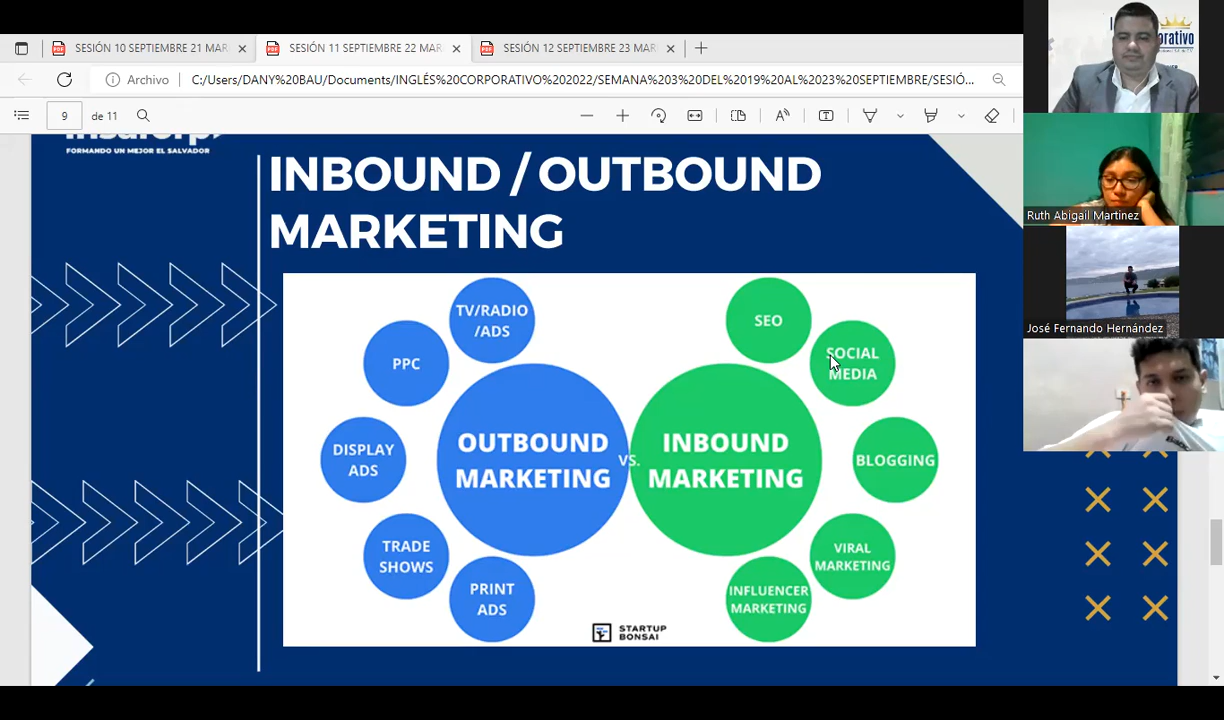 SESIÓN 10 SEPTIEMBRE 21 MAR
SESIÓN 11 SEPTIEMBRE 22 MAR
SESIÓN 12 SEPTIEMBRE 23 MAR
Archivo
C:/Users/DANY%20BAU/Documents/INGLÉS%20CORPORATIVO%202022/SEMANA%203%20DEL%2019%20AL%2023%20SEPTIEMBRE/SESIÓ...
9 de 11
FORMANDO UN MEJOR EL SALVADOR
INBOUND / OUTBOUND
MARKETING
TV/RADIO
/ADS
PPC
DISPLAY
ADS
TRADE
SHOWS
PRINT
ADS
OUTBOUND
MARKETING
VS.
INBOUND
MARKETING
SEO
SOCIAL
MEDIA
BLOGGING
VIRAL
MARKETING
INFLUENCER
MARKETING
STARTUP
BONSAI
Ruth Abigaíl Martínez
José Fernando Hernández